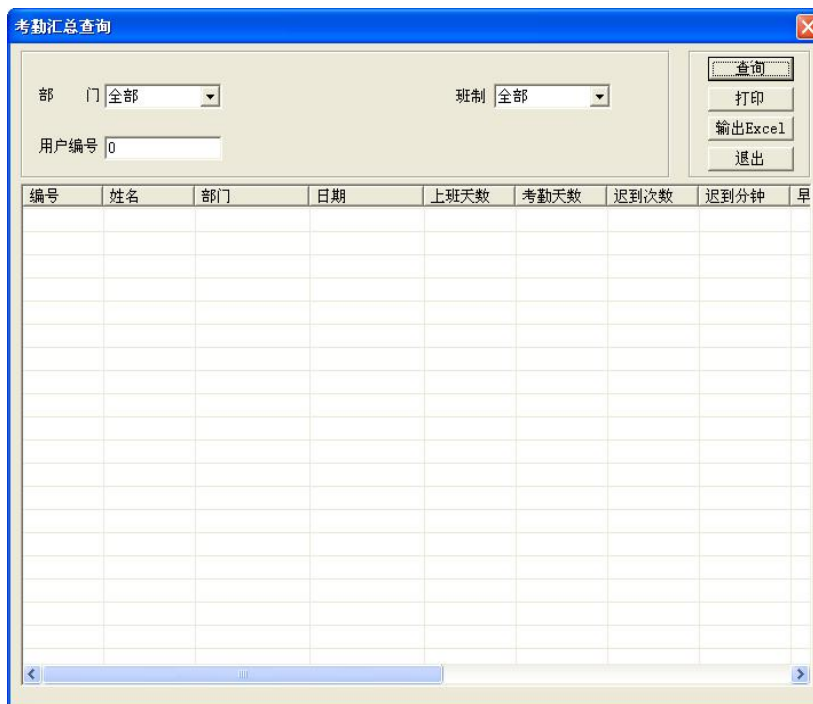 考勤汇总查询
部 门 全部
班制 全部
用户编号 0
查询
打印
输出Excel
退出
编号 姓名 部门 日期 上班天数 考勤天数 迟到次数 迟到分钟 早